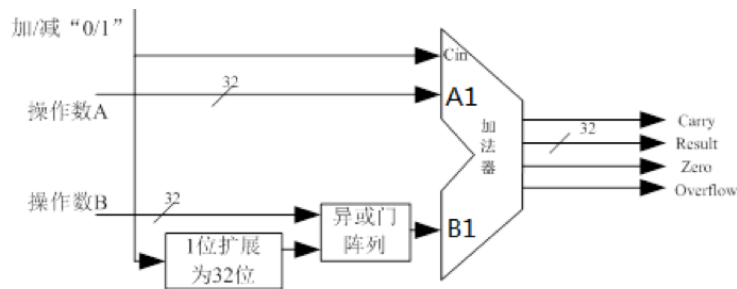 加/减“0/1”
Cin
32
A1
操作数A
加法器
Carry
32
Result
Zero
Overflow
操作数B
32
异或门
阵列
B1
1位扩展
为32位